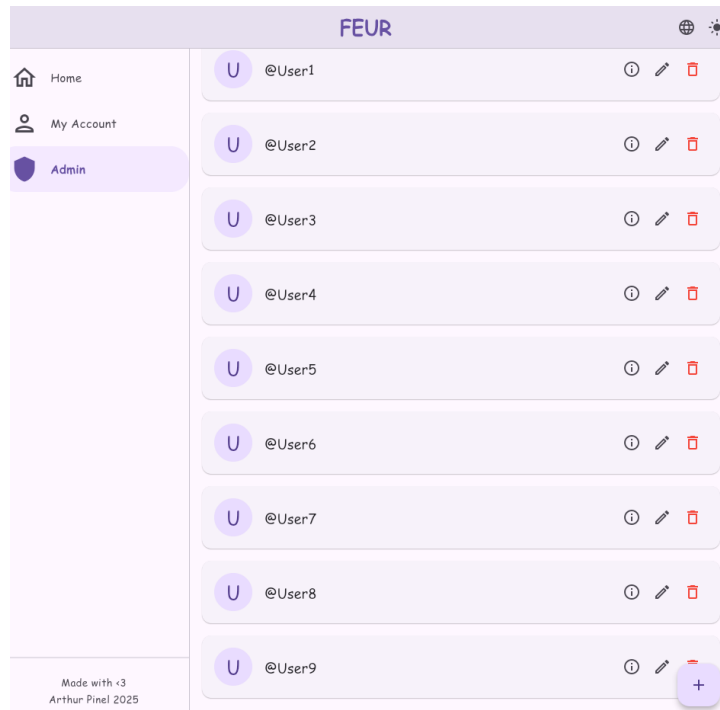 FEUR
Home
My Account
Admin
U @User1
U @User2
U @User3
U @User4
U @User5
U @User6
U @User7
U @User8
U @User9
+
Made with <3
Arthur Pinel 2025